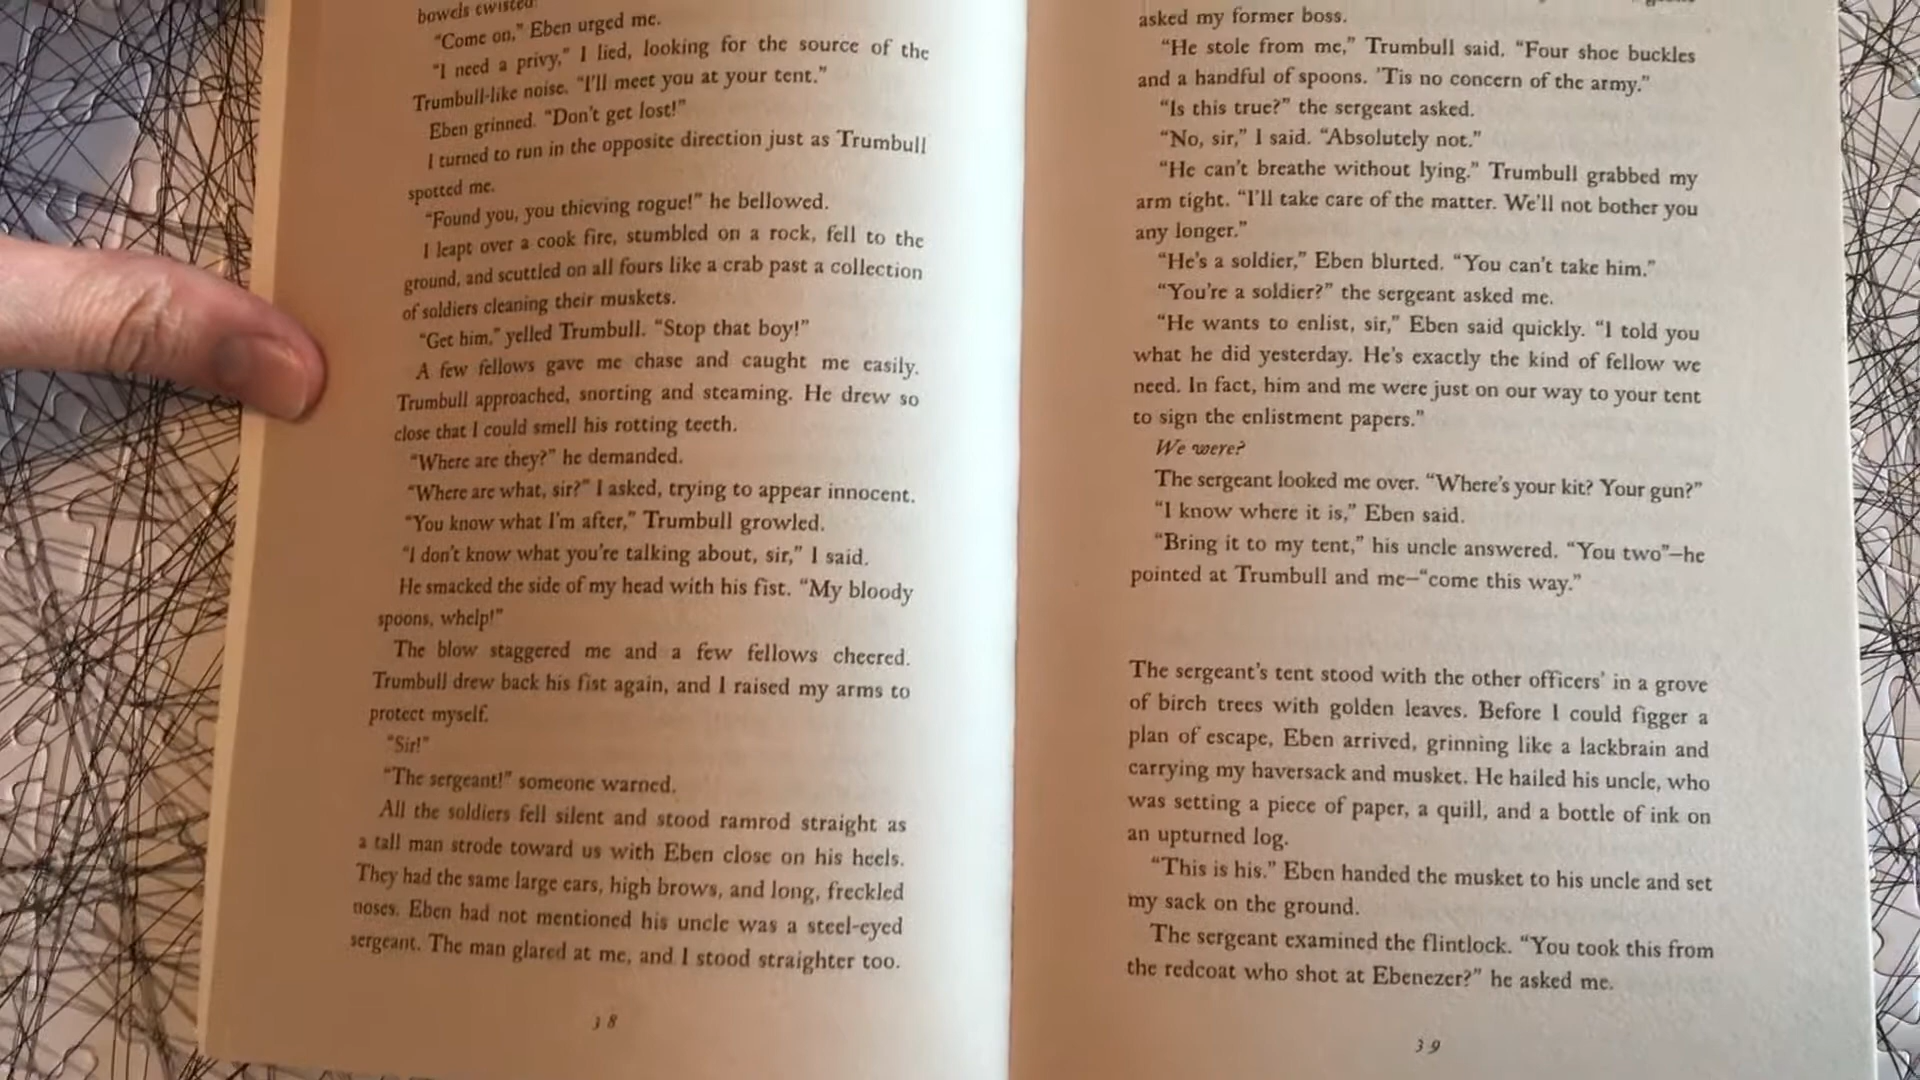 bowels twisted.
“Come on,” Eben urged me.
“I need a privy,” I lied, looking for the source of the
Trumbull-like noise. “I'll meet you at your tent.”
Eben grinned. “Don't get lost!”
I turned to run in the opposite direction just as Trumbull
spotted me.
“Found you, you thieving rogue!” he bellowed.
I leapt over a cook fire, stumbled on a rock, fell to the
ground, and scuttled on all fours like a crab past a collection
of soldiers cleaning their muskets.
“Get him,” yelled Trumbull. “Stop that boy!”
A few fellows gave me chase and caught me easily.
Trumbull approached, snorting and steaming. He drew so
close that I could smell his rotting teeth.
“Where are they?” he demanded.
“Where are what, sir?” I asked, trying to appear innocent.
“You know what I'm after,” Trumbull growled.
“I don't know what you're talking about, sir,” I said.
He smacked the side of my head with his fist. “My bloody
spoons, whelp!”
The blow staggered me and a few fellows cheered.
Trumbull drew back his fist again, and I raised my arms to
protect myself.
“Sir!”
“The sergeant!” someone warned.
All the soldiers fell silent and stood ramrod straight as
a tall man strode toward us with Eben close on his heels.
They had the same large ears, high brows, and long, freckled
noses. Eben had not mentioned his uncle was a steel-eyed
sergeant. The man glared at me, and I stood straighter too.
38
asked my former boss.
“He stole from me,” Trumbull said. “Four shoe buckles
and a handful of spoons. 'Tis no concern of the army.”
“Is this true?” the sergeant asked.
“No, sir,” I said. “Absolutely not.”
“He can't breathe without lying.” Trumbull grabbed my
arm tight. “I'll take care of the matter. We'll not bother you
any longer.”
“He's a soldier,” Eben blurted. “You can't take him.”
“You're a soldier?” the sergeant asked me.
“He wants to enlist, sir,” Eben said quickly. “I told you
what he did yesterday. He's exactly the kind of fellow we
need. In fact, him and me were just on our way to your tent
to sign the enlistment papers.”
We were?
The sergeant looked me over. “Where's your kit? Your gun?”
“I know where it is,” Eben said.
“Bring it to my tent,” his uncle answered. “You two”—he
pointed at Trumbull and me—“come this way.”
The sergeant's tent stood with the other officers' in a grove
of birch trees with golden leaves. Before I could figger a
plan of escape, Eben arrived, grinning like a lackbrain and
carrying my haversack and musket. He hailed his uncle, who
was setting a piece of paper, a quill, and a bottle of ink on
an upturned log.
“This is his.” Eben handed the musket to his uncle and set
my sack on the ground.
The sergeant examined the flintlock. “You took this from
the redcoat who shot at Ebenezer?” he asked me.
39